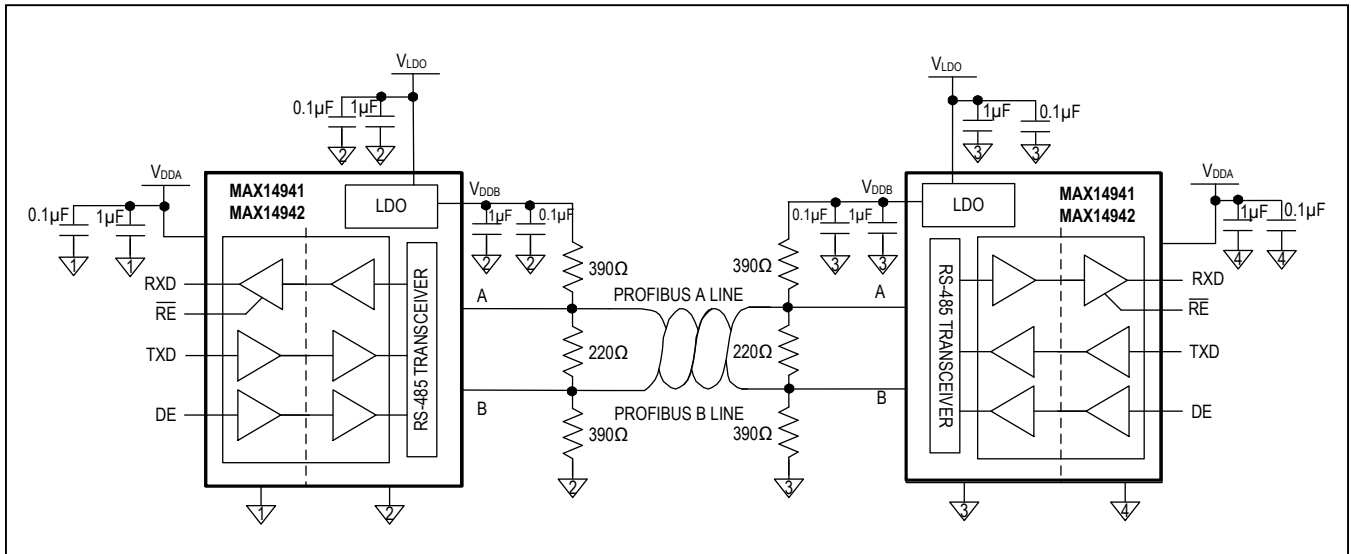 VLDO
0.1µF
1µF
2
2
VDDA
0.1µF
1µF
1
1
MAX14941
MAX14942
LDO
VDDB
1µF
0.1µF
2
2
RXD
RE
TXD
DE
RS-485 TRANSCEIVER
A
B
390Ω
220Ω
390Ω
2
1
2
PROFIBUS A LINE
PROFIBUS B LINE
VLDO
1µF
0.1µF
3
3
VDDB
0.1µF
1µF
3
3
390Ω
220Ω
390Ω
3
A
B
LDO
MAX14941
MAX14942
RS-485 TRANSCEIVER
VDDA
1µF
0.1µF
4
4
RXD
RE
TXD
DE
3
4